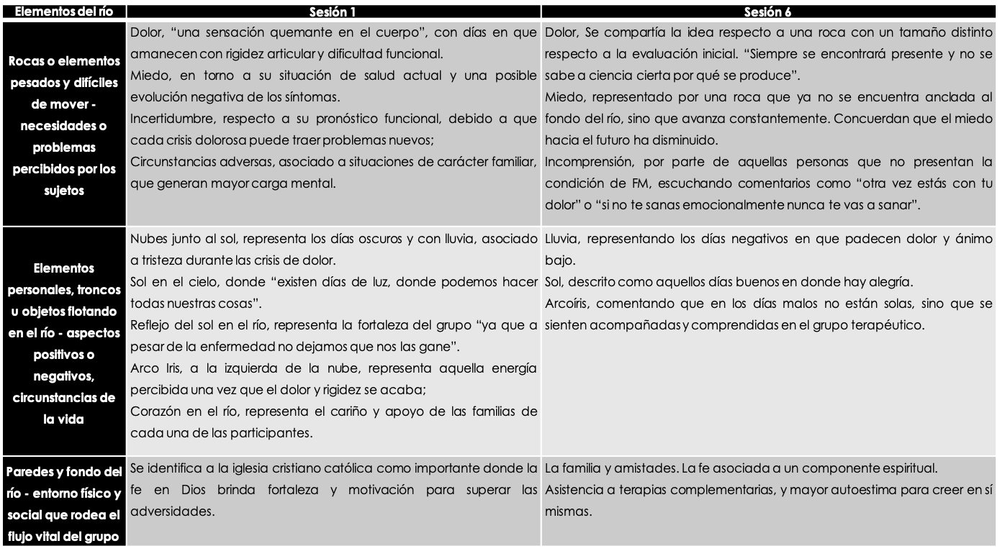 Elementos del río
Sesión 1
Sesión 6
Rocas o elementos
pesados y difíciles
de mover -
necesidades o
problemas
percibidos por los
sujetos
Dolor, “una sensación quemante en el cuerpo”, con días en que
amanecen con rigidez articular y dificultad funcional.
Miedo, en torno a su situación de salud actual y una posible
evolución negativa de los síntomas.
Incertidumbre, respecto a su pronóstico funcional, debido a que
cada crisis dolorosa puede traer problemas nuevos;
Circunstancias adversas, asociado a situaciones de carácter familiar,
que generan mayor carga mental.
Dolor, Se compartía la idea respecto a una roca con un tamaño distinto
respecto a la evaluación inicial. “Siempre se encontrará presente y no se
sabe a ciencia cierta por qué se produce”.
Miedo, representado por una roca que ya no se encuentra anclada al
fondo del río, sino que avanza constantemente. Concuerdan que el miedo
hacia el futuro ha disminuido.
Incomprensión, por parte de aquellas personas que no presentan la
condición de FM, escuchando comentarios como “otra vez estás con tu
dolor” o “si no te sanas emocionalmente nunca te vas a sanar”.
Elementos
personales, troncos
u objetos flotando
en el río - aspectos
positivos o
negativos,
circunstancias de
la vida
Nubes junto al sol, representa los días oscuros y con lluvia, asociado
a tristeza durante las crisis de dolor.
Sol en el cielo, donde “existen días de luz, donde podemos hacer
todas nuestras cosas”.
Reflejo del sol en el río, representa la fortaleza del grupo “ya que a
pesar de la enfermedad no dejamos que nos las gane”.
Arco Iris, a la izquierda de la nube, representa aquella energía
percibida una vez que el dolor y rigidez se acaba;
Corazón en el río, representa el cariño y apoyo de las familias de
cada una de las participantes.
Lluvia, representando los días negativos en que padecen dolor y ánimo
bajo.
Sol, descrito como aquellos días buenos en donde hay alegría.
Arcoíris, comentando que en los días malos no están solas, sino que se
sienten acompañadas y comprendidas en el grupo terapéutico.
Paredes y fondo del
río - entorno físico y
social que rodea el
flujo vital del grupo
Se identifica a la iglesia cristiano católica como importante donde la
fe en Dios brinda fortaleza y motivación para superar las
adversidades.
La familia y amistades. La fe asociada a un componente espiritual.
Asistencia a terapias complementarias, y mayor autoestima para creer en sí
mismas.